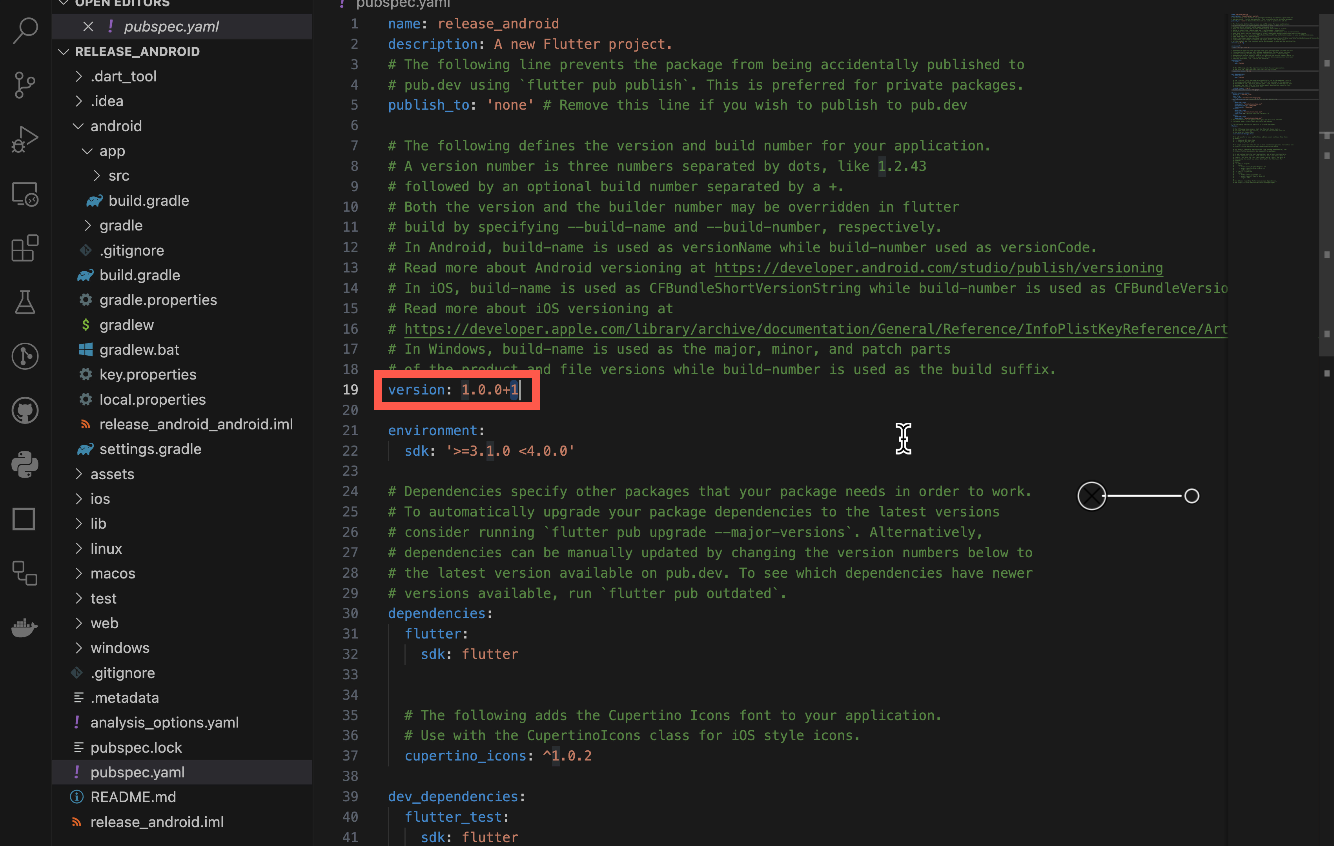 OPEN EDITORS
pubspec.yaml
RELEASE_ANDROID
.dart_tool
.idea
android
app
src
build.gradle
gradle
.gitignore
build.gradle
gradle.properties
gradlew
gradlew.bat
key.properties
local.properties
release_android_android.iml
settings.gradle
assets
ios
lib
linux
macos
test
web
windows
.gitignore
.metadata
analysis_options.yaml
pubspec.lock
pubspec.yaml
README.md
release_android.iml
pubspec.yaml
1 name: release_android
2 description: A new Flutter project.
3 # The following line prevents the package from being accidentally published to
4 # pub.dev using `flutter pub publish`. This is preferred for private packages.
5 publish_to: 'none' # Remove this line if you wish to publish to pub.dev
6
7 # The following defines the version and build number for your application.
8 # A version number is three numbers separated by dots, like 1.2.43
9 # followed by an optional build number separated by a +.
10 # Both the version and the builder number may be overridden in flutter
11 # build by specifying --build-name and --build-number, respectively.
12 # In Android, build-name is used as versionName while build-number used as versionCode.
13 # Read more about Android versioning at https://developer.android.com/studio/publish/versioning
14 # In iOS, build-name is used as CFBundleShortVersionString while build-number is used as CFBundleVersio
15 # Read more about iOS versioning at
16 # https://developer.apple.com/library/archive/documentation/General/Reference/InfoPlistKeyReference/Art
17 # In Windows, build-name is used as the major, minor, and patch parts
18 # of the product and file versions while build-number is used as the build suffix.
19 version: 1.0.0+1
20
21 environment:
22 sdk: '>=3.1.0 <4.0.0'
23
24 # Dependencies specify other packages that your package needs in order to work.
25 # To automatically upgrade your package dependencies to the latest versions
26 # consider running `flutter pub upgrade --major-versions`. Alternatively,
27 # dependencies can be manually updated by changing the version numbers below to
28 # the latest version available on pub.dev. To see which dependencies have newer
29 # versions available, run `flutter pub outdated`.
30 dependencies:
31 flutter:
32 sdk: flutter
33
34
35 # The following adds the Cupertino Icons font to your application.
36 # Use with the CupertinoIcons class for iOS style icons.
37 cupertino_icons: ^1.0.2
38
39 dev_dependencies:
40 flutter_test:
41 sdk: flutter